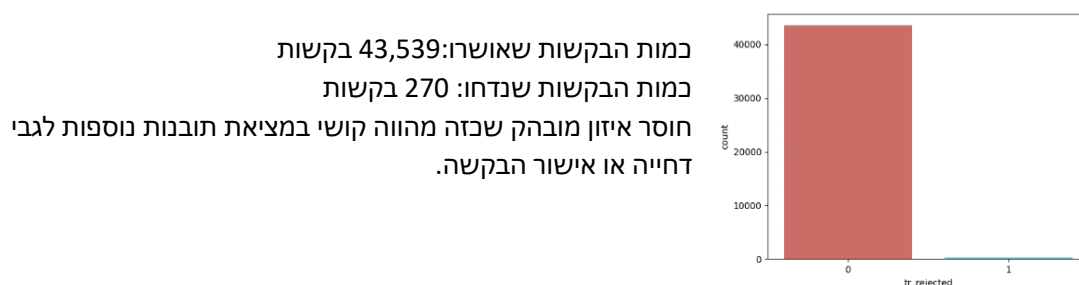 כמות הבקשות שאושרו:43,539 בקשות
כמות הבקשות שנדחו: 270 בקשות
חוסר איזון מובהק שכזה מהווה קושי במציאת תובנות נוספות לגבי
דחייה או אישור הבקשה.
40000
30000
20000
10000
0
count
0
1
tr_rejected